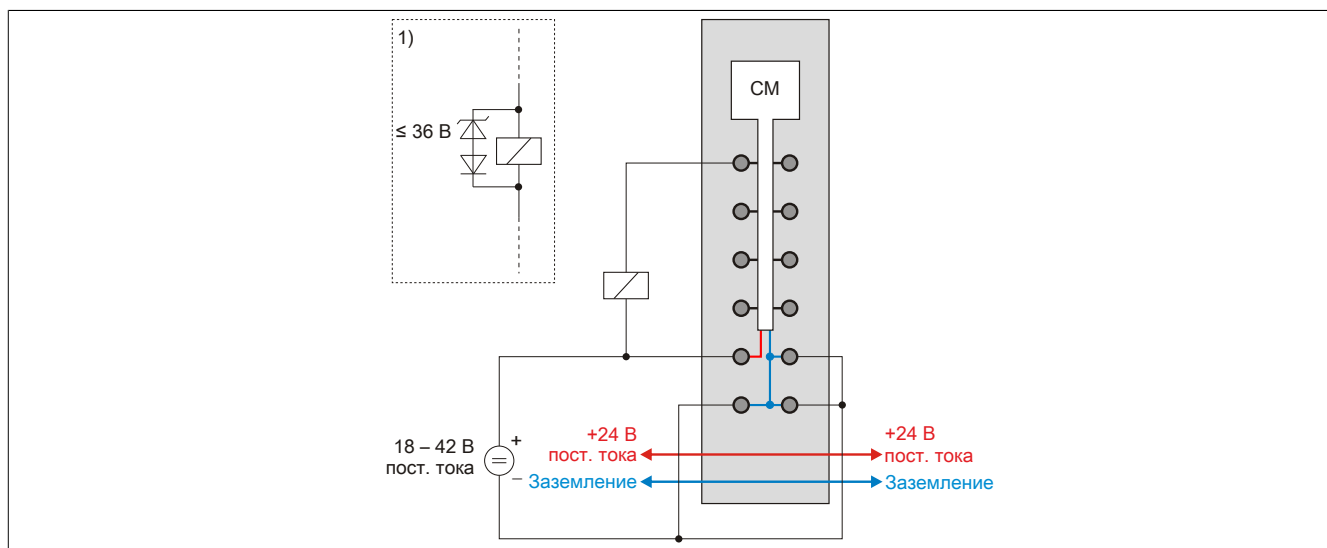 1)
≤ 36 В
СМ
18 – 42 В
пост. тока
+
–
+24 В
пост. тока
Заземление
+24 В
пост. тока
Заземление